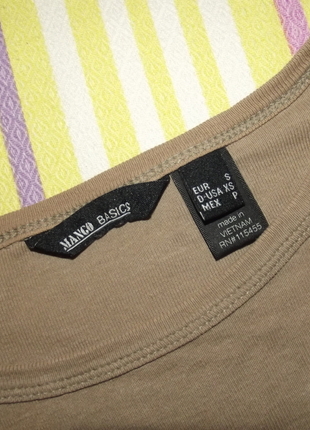 MANGO BASICS
EUR S
D-USA XS
MEX P
made in
VIETNAM
RN#115455